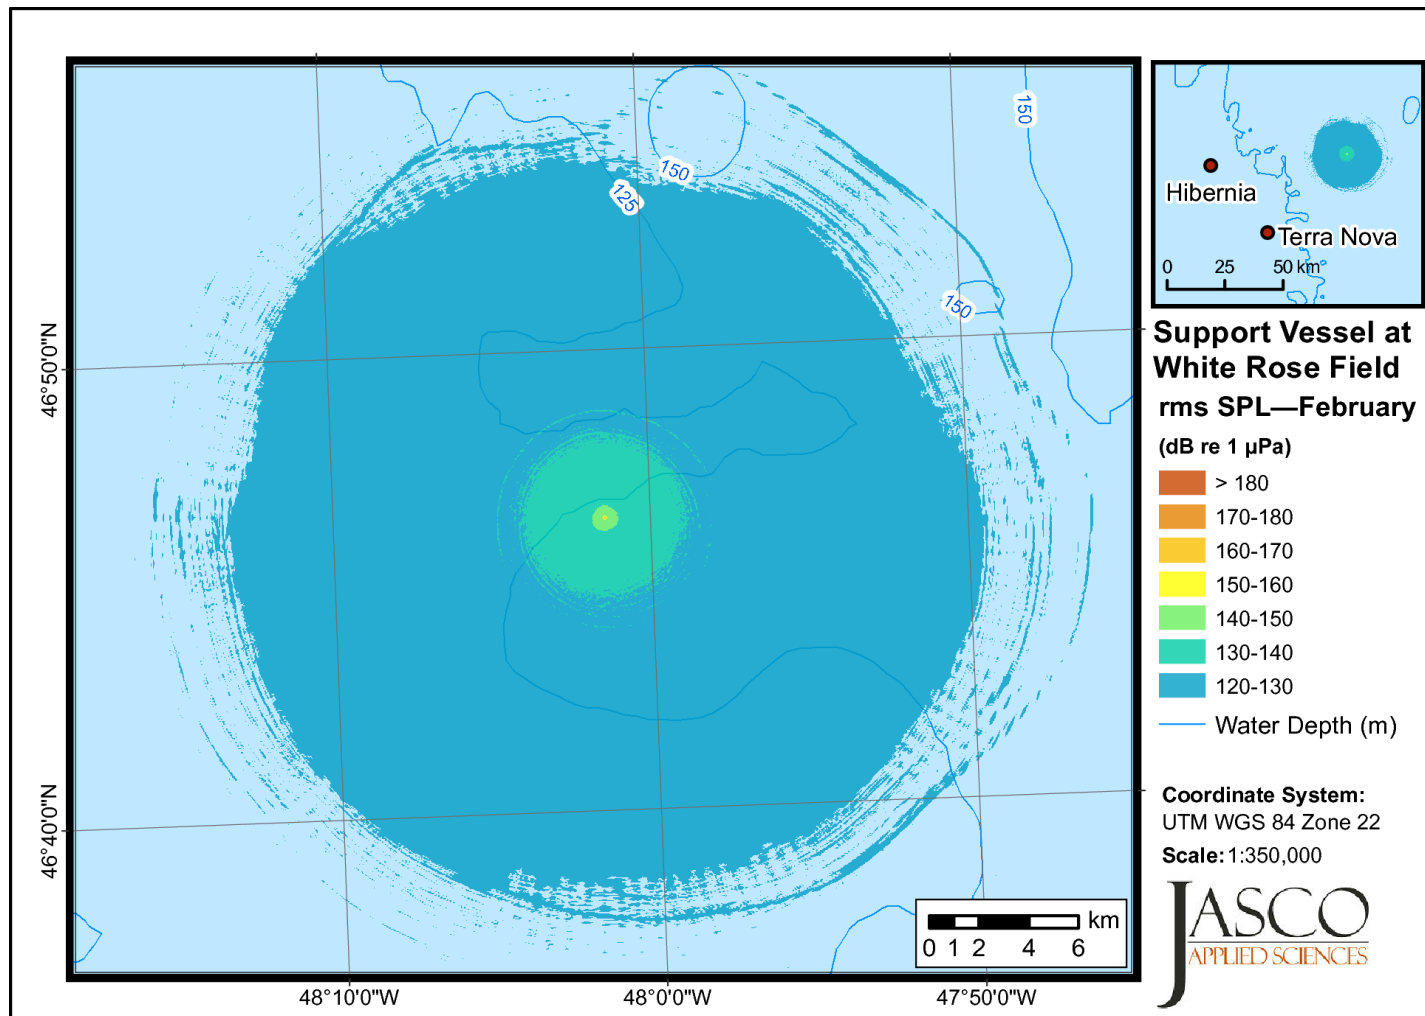 150
150
125
150
46°50'0"N
46°40'0"N
48°10'0"W
48°0'0"W
47°50'0"W
km
0 1 2 4 6
Hibernia
Terra Nova
0 25 50 km
Support Vessel at
White Rose Field
rms SPL—February
(dB re 1 µPa)
> 180
170-180
160-170
150-160
140-150
130-140
120-130
Water Depth (m)
Coordinate System:
UTM WGS 84 Zone 22
Scale: 1:350,000
JASCO
APPLIED SCIENCES